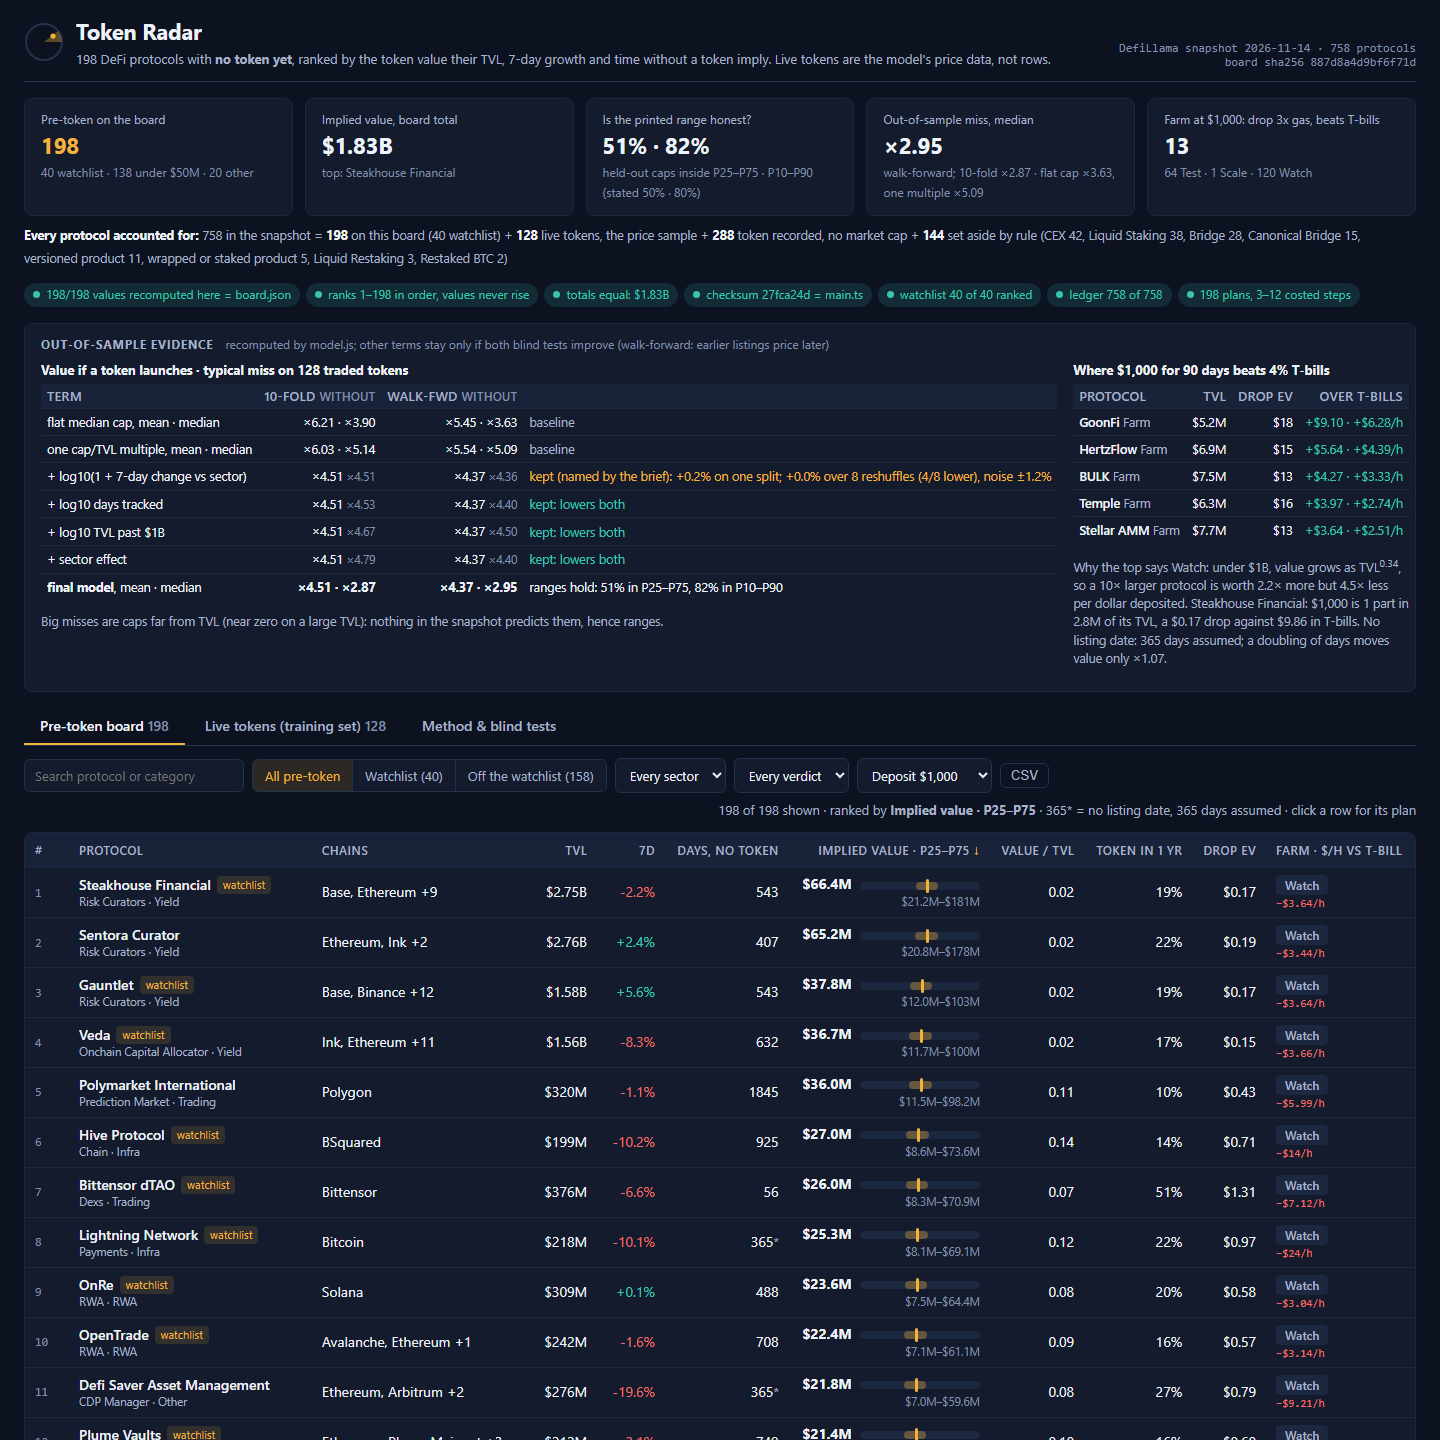 Token Radar
198 DeFi protocols with no token yet, ranked by the token value their TVL, 7-day growth and time without a token imply. Live tokens are the model's price data, not rows.
DefiLlama snapshot 2026-11-14 · 758 protocols
board sha256 887d8a4d9bf6f71d
Pre-token on the board
198
40 watchlist · 138 under $50M · 20 other
Implied value, board total
$1.83B
top: Steakhouse Financial
Is the printed range honest?
51% · 82%
held-out caps inside P25–P75 · P10–P90
(stated 50% · 80%)
Out-of-sample miss, median
×2.95
walk-forward; 10-fold ×2.87 · flat cap ×3.63,
one multiple ×5.09
Farm at $1,000: drop 3x gas, beats T-bills
13
64 Test · 1 Scale · 120 Watch
Every protocol accounted for: 758 in the snapshot = 198 on this board (40 watchlist) + 128 live tokens, the price sample + 288 token recorded, no market cap + 144 set aside by rule (CEX 42, Liquid Staking 38, Bridge 28, Canonical Bridge 15,
versioned product 11, wrapped or staked product 5, Liquid Restaking 3, Restaked BTC 2)
198/198 values recomputed here = board.json
ranks 1–198 in order, values never rise
totals equal: $1.83B
checksum 27fca24d = main.ts
watchlist 40 of 40 ranked
ledger 758 of 758
198 plans, 3–12 costed steps
OUT-OF-SAMPLE EVIDENCE recomputed by model.js; other terms stay only if both blind tests improve (walk-forward: earlier listings price later)
Value if a token launches · typical miss on 128 traded tokens
TERM 10-FOLD WITHOUT WALK-FWD WITHOUT
flat median cap, mean · median ×6.21 · ×3.90 ×5.45 · ×3.63 baseline
one cap/TVL multiple, mean · median ×6.03 · ×5.14 ×5.54 · ×5.09 baseline
+ log10(1 + 7-day change vs sector) ×4.51 ×4.51 ×4.37 ×4.36 kept (named by the brief): +0.2% on one split; +0.0% over 8 reshuffles (4/8 lower), noise ±1.2%
+ log10 days tracked ×4.51 ×4.53 ×4.37 ×4.40 kept: lowers both
+ log10 TVL past $1B ×4.51 ×4.67 ×4.37 ×4.50 kept: lowers both
+ sector effect ×4.51 ×4.79 ×4.37 ×4.40 kept: lowers both
final model, mean · median ×4.51 · ×2.87 ×4.37 · ×2.95 ranges hold: 51% in P25–P75, 82% in P10–P90
Big misses are caps far from TVL (near zero on a large TVL): nothing in the snapshot predicts them, hence ranges.
Where $1,000 for 90 days beats 4% T-bills
PROTOCOL TVL DROP EV OVER T-BILLS
GoonFi Farm $5.2M $18 +$9.10 · +$6.28/h
HertzFlow Farm $6.9M $15 +$5.64 · +$4.39/h
BULK Farm $7.5M $13 +$4.27 · +$3.33/h
Temple Farm $6.3M $16 +$3.97 · +$2.74/h
Stellar AMM Farm $7.7M $13 +$3.64 · +$2.51/h
Why the top says Watch: under $1B, value grows as TVL0.34,
so a 10× larger protocol is worth 2.2× more but 4.5× less
per dollar deposited. Steakhouse Financial: $1,000 is 1 part in
2.8M of its TVL, a $0.17 drop against $9.86 in T-bills. No
listing date: 365 days assumed; a doubling of days moves
value only ×1.07.
Pre-token board 198
Live tokens (training set) 128
Method & blind tests
Search protocol or category
All pre-token
Watchlist (40)
Off the watchlist (158)
Every sector
Every verdict
Deposit $1,000
CSV
198 of 198 shown · ranked by Implied value · P25–P75 · 365* = no listing date, 365 days assumed · click a row for its plan
# PROTOCOL CHAINS TVL 7D DAYS, NO TOKEN IMPLIED VALUE · P25–P75 ↓ VALUE / TVL TOKEN IN 1 YR DROP EV FARM · $/H VS T-BILL
1 Steakhouse Financial watchlist Base, Ethereum +9 $2.75B -2.2% 543 $66.4M 0.02 19% $0.17 Watch
Risk Curators · Yield $21.2M–$181M −$3.64/h
2 Sentora Curator Ethereum, Ink +2 $2.76B +2.4% 407 $65.2M 0.02 22% $0.19 Watch
Risk Curators · Yield $20.8M–$178M −$3.44/h
3 Gauntlet watchlist Base, Binance +12 $1.58B +5.6% 543 $37.8M 0.02 19% $0.17 Watch
Risk Curators · Yield $12.0M–$103M −$3.64/h
4 Veda watchlist Ink, Ethereum +11 $1.56B -8.3% 632 $36.7M 0.02 17% $0.15 Watch
Onchain Capital Allocator · Yield $11.7M–$100M −$3.66/h
5 Polymarket International Polygon $320M -1.1% 1845 $36.0M 0.11 10% $0.43 Watch
Prediction Market · Trading $11.5M–$98.2M −$5.99/h
6 Hive Protocol watchlist BSquared $199M -10.2% 925 $27.0M 0.14 14% $0.71 Watch
Chain · Infra $8.6M–$73.6M −$14/h
7 Bittensor dTAO watchlist Bittensor $376M -6.6% 56 $26.0M 0.07 51% $1.31 Watch
Dexs · Trading $8.3M–$70.9M −$7.12/h
8 Lightning Network watchlist Bitcoin $218M -10.1% 365* $25.3M 0.12 22% $0.97 Watch
Payments · Infra $8.1M–$69.1M −$24/h
9 OnRe watchlist Solana $309M +0.1% 488 $23.6M 0.08 20% $0.58 Watch
RWA · RWA $7.5M–$64.4M −$3.04/h
10 OpenTrade watchlist Avalanche, Ethereum +1 $242M -1.6% 708 $22.4M 0.09 16% $0.57 Watch
RWA · RWA $7.1M–$61.1M −$3.14/h
11 Defi Saver Asset Management Ethereum, Arbitrum +2 $276M -19.6% 365* $21.8M 0.08 27% $0.79 Watch
CDP Manager · Other $7.0M–$59.6M −$9.21/h
Plume Vaults watchlist $21.4M Watch